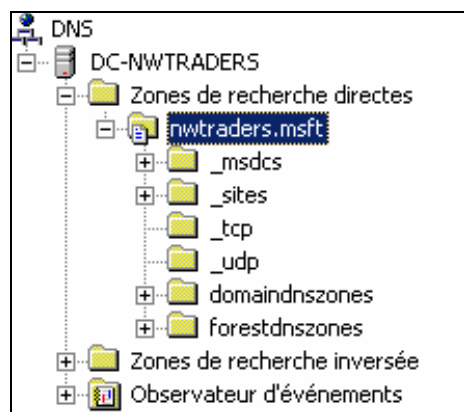 DNS
DC-NWTRADERS
Zones de recherche directes
nwtraders.msft
_msdcs
_sites
_tcp
_udp
domaindnszones
forestdnszones
Zones de recherche inversée
Observateur d'événements